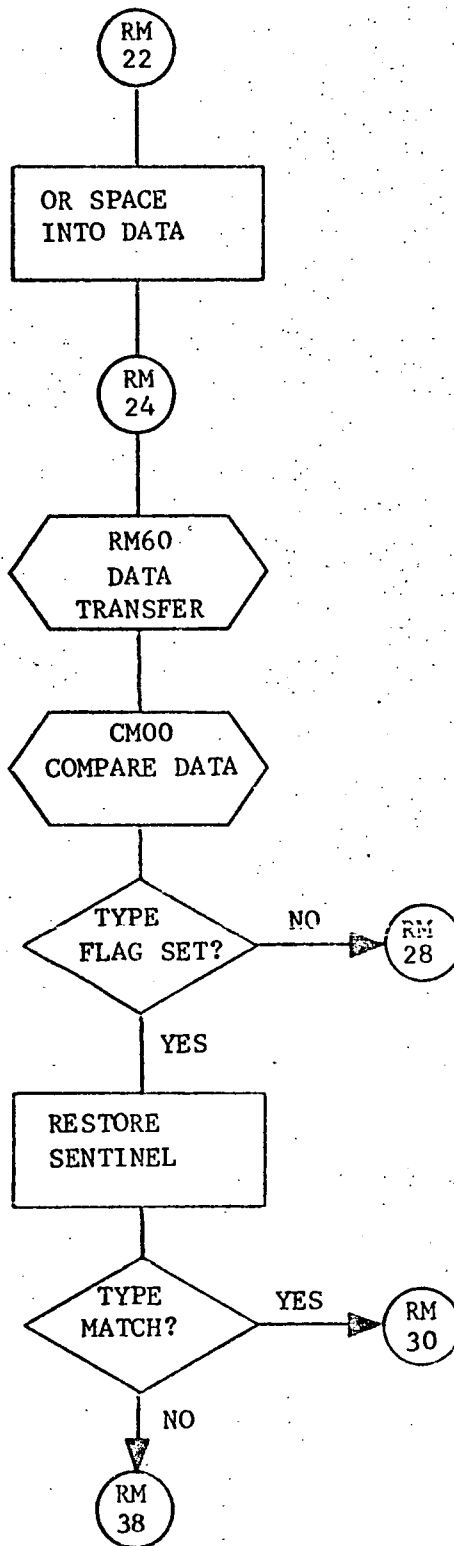 RM
22
OR SPACE
INTO DATA
RM
24
RM60
DATA
TRANSFER
CM00
COMPARE DATA
TYPE
FLAG SET?
NO
RM
28
YES
RESTORE
SENTINEL
TYPE
MATCH?
YES
RM
30
NO
RM
38